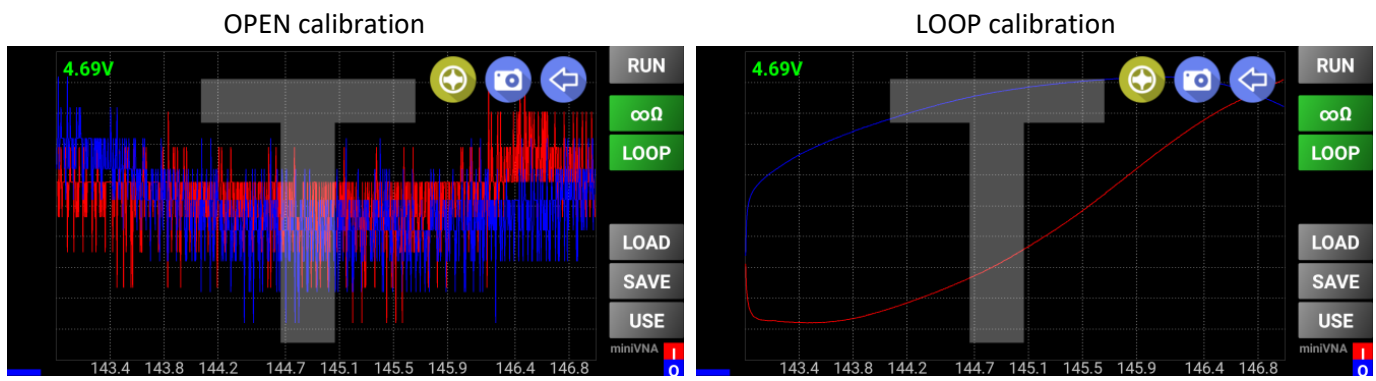 OPEN calibration
4.69V
RUN
∞Ω
LOOP
LOAD
SAVE
USE
miniVNA
I
Q
143.4 143.8 144.2 144.7 145.1 145.5 145.9 146.4 146.8
LOOP calibration
4.69V
RUN
∞Ω
LOOP
LOAD
SAVE
USE
miniVNA
I
Q
143.4 143.8 144.2 144.7 145.1 145.5 145.9 146.4 146.8
T
T